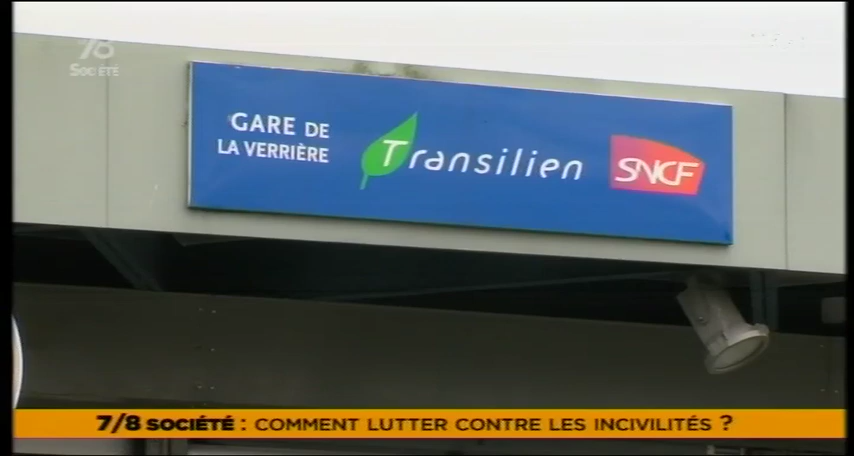 78
SOCIÉTÉ
GARE DE
LA VERRIÈRE
Transilien
SNCF
7/8 SOCIÉTÉ : COMMENT LUTTER CONTRE LES INCIVILITÉS ?